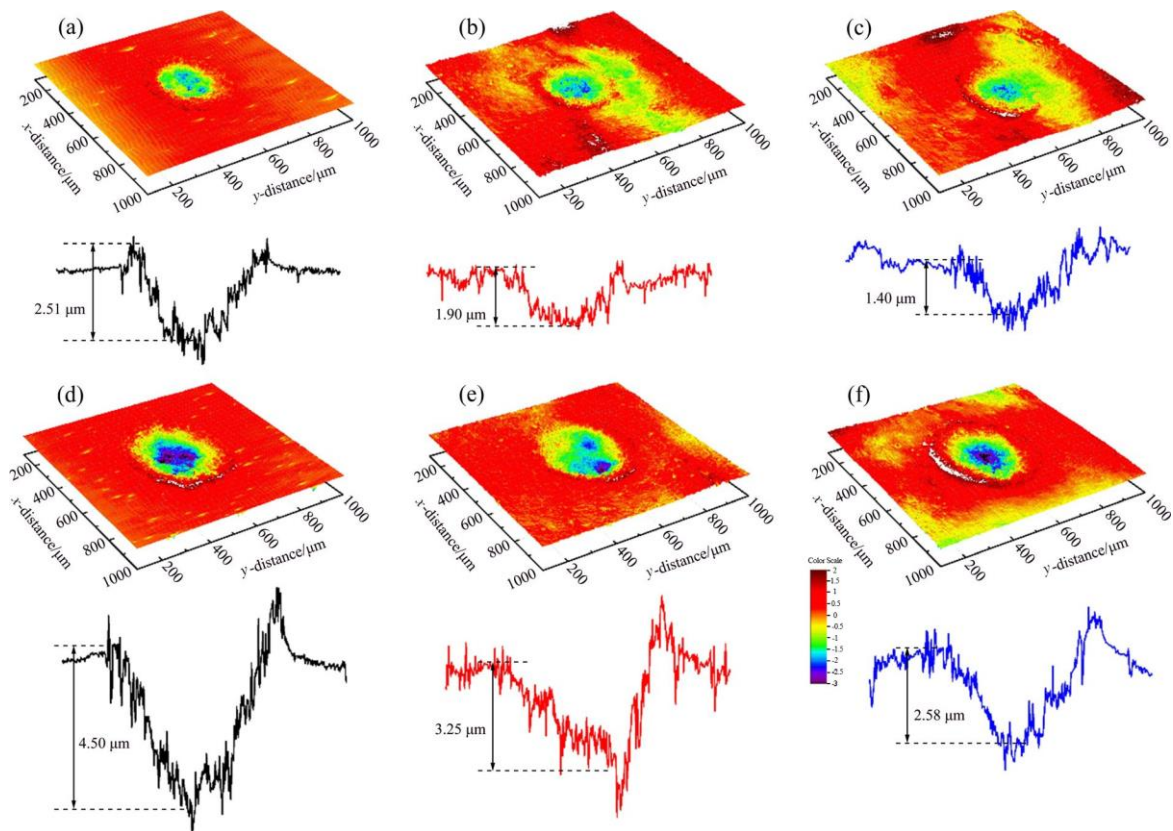 (a)
200
400
600
800
1000
x-distance/μm
200
400
600
800
1000
y-distance/μm
2.51 μm
(b)
200
400
600
800
1000
x-distance/μm
200
400
600
800
1000
y-distance/μm
1.90 μm
(c)
200
400
600
800
1000
x-distance/μm
200
400
600
800
1000
y-distance/μm
1.40 μm
(d)
200
400
600
800
1000
x-distance/μm
200
400
600
800
1000
y-distance/μm
4.50 μm
(e)
200
400
600
800
1000
x-distance/μm
200
400
600
800
1000
y-distance/μm
3.25 μm
(f)
200
400
600
800
1000
x-distance/μm
200
400
600
800
1000
y-distance/μm
Color Scale
2
1.5
1
0.5
0
-0.5
-1
-1.5
-2
-2.5
-3
2.58 μm